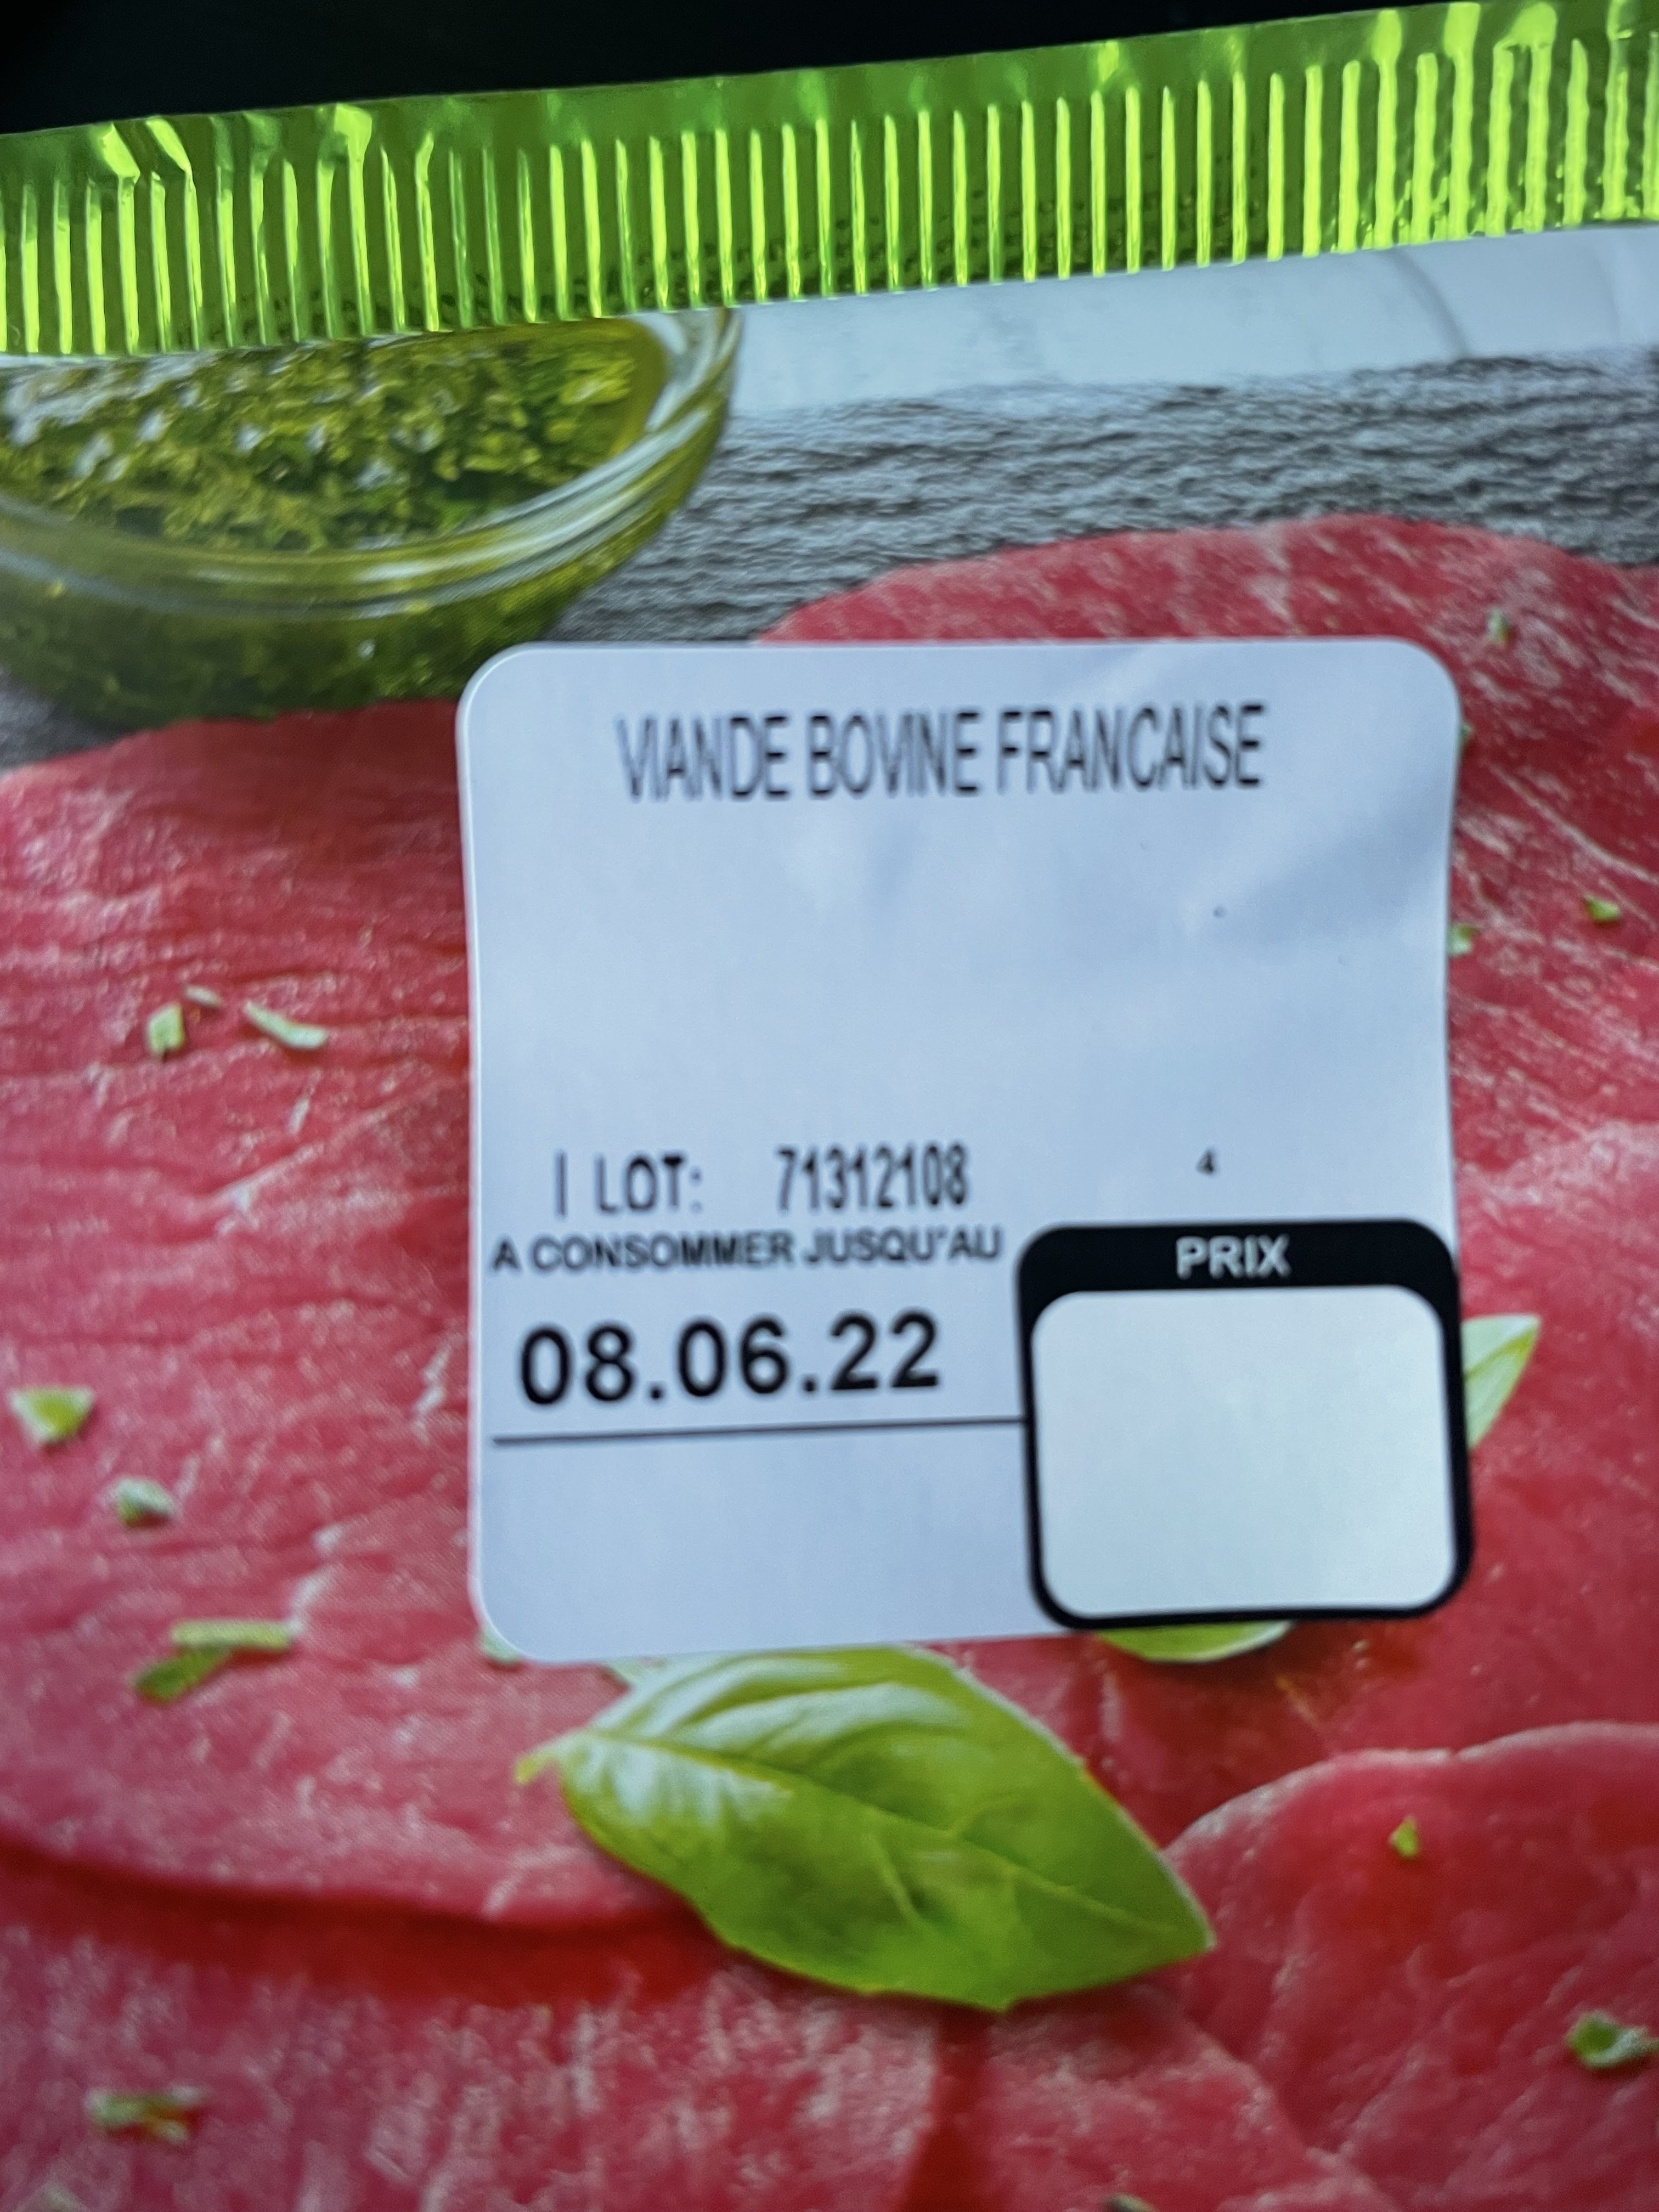 VIANDE BOVINE FRANCAISE
| LOT: 71312108 4
A CONSOMMER JUSQU'AU
PRIX
08.06.22